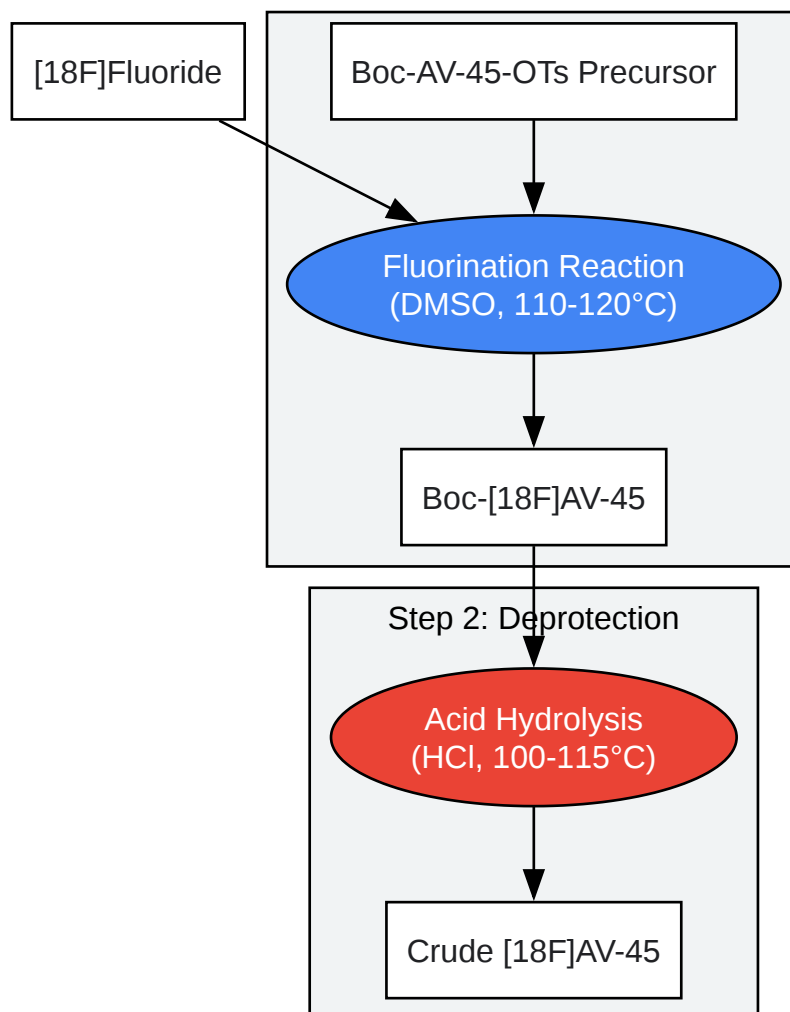 [18F]Fluoride
Boc-AV-45-OTs Precursor
Fluorination Reaction
(DMSO, 110-120°C)
Boc-[18F]AV-45
Step 2: Deprotection
Acid Hydrolysis
(HCl, 100-115°C)
Crude [18F]AV-45